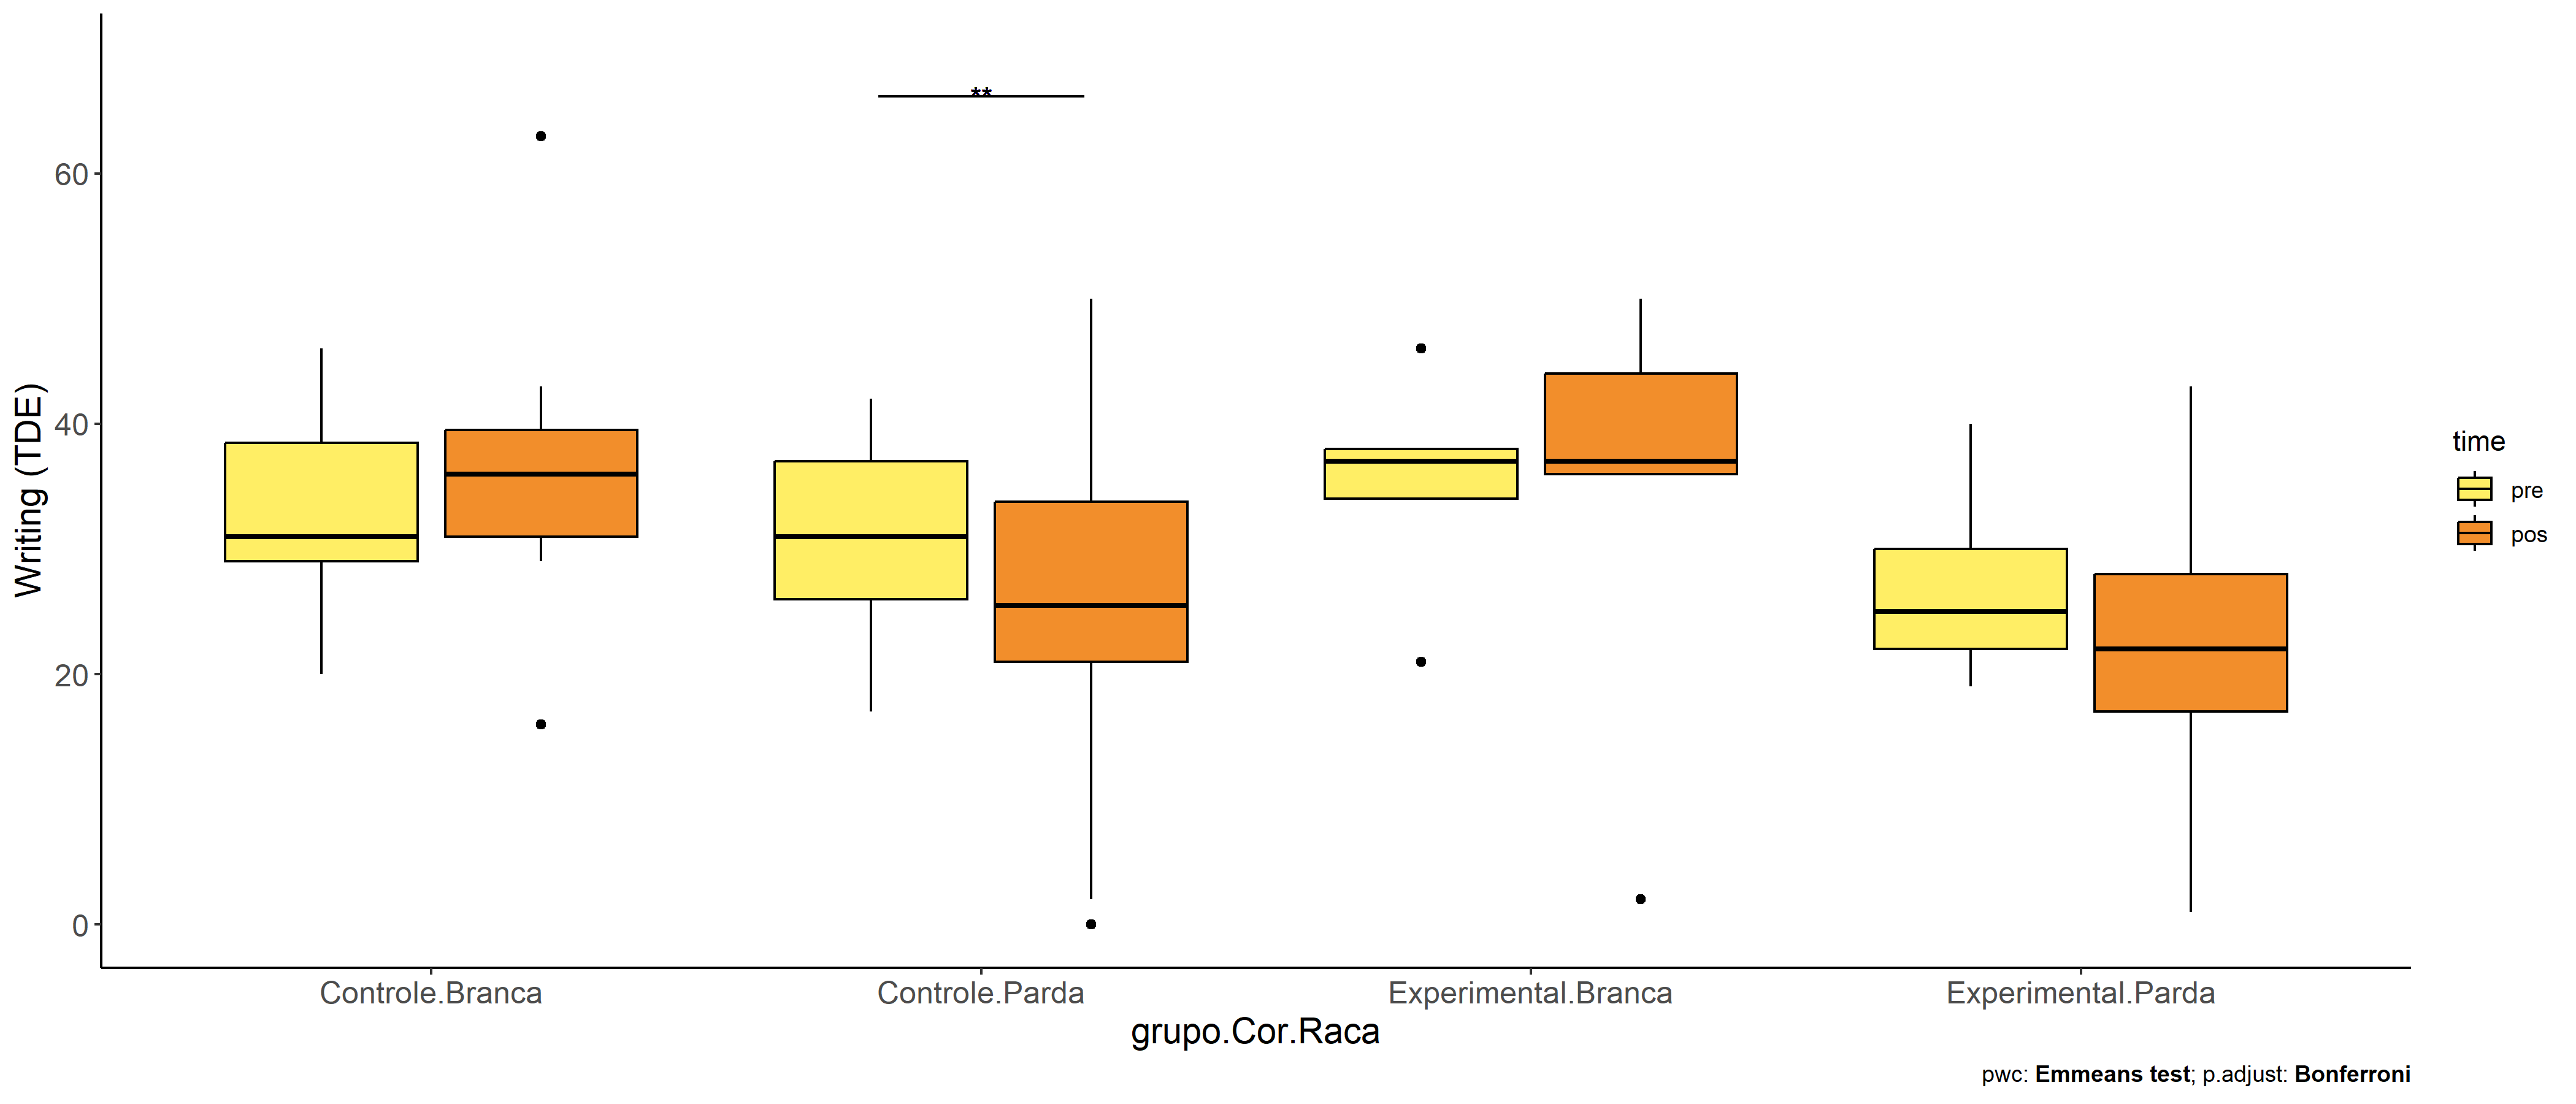 **
Writing (TDE)
60
40
20
0
Controle.Branca
Controle.Parda
Experimental.Branca
Experimental.Parda
grupo.Cor.Raca
time
pre
pos
pwc: Emmeans test; p.adjust: Bonferroni